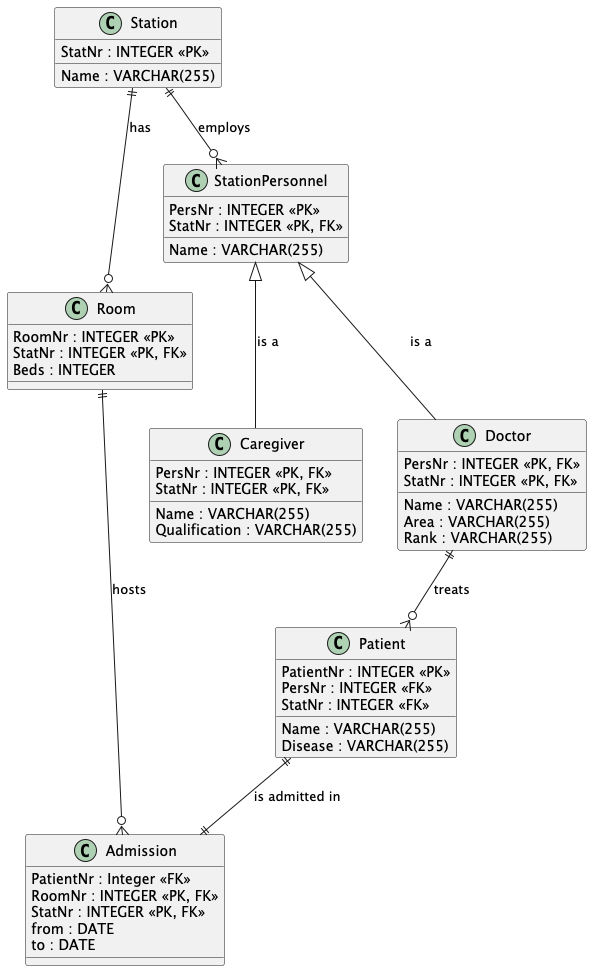 C Station
StatNr : INTEGER «PK»
Name : VARCHAR(255)
has
employs
C StationPersonnel
PersNr : INTEGER «PK»
StatNr : INTEGER «PK, FK»
Name : VARCHAR(255)
C Room
RoomNr : INTEGER «PK»
StatNr : INTEGER «PK, FK»
Beds : INTEGER
is a
is a
C Caregiver
PersNr : INTEGER «PK, FK»
StatNr : INTEGER «PK, FK»
Name : VARCHAR(255)
Qualification : VARCHAR(255)
C Doctor
PersNr : INTEGER «PK, FK»
StatNr : INTEGER «PK, FK»
Name : VARCHAR(255)
Area : VARCHAR(255)
Rank : VARCHAR(255)
hosts
treats
C Patient
PatientNr : INTEGER «PK»
PersNr : INTEGER «FK»
StatNr : INTEGER «FK»
Name : VARCHAR(255)
Disease : VARCHAR(255)
is admitted in
C Admission
PatientNr : Integer «FK»
RoomNr : INTEGER «PK, FK»
StatNr : INTEGER «PK, FK»
from : DATE
to : DATE